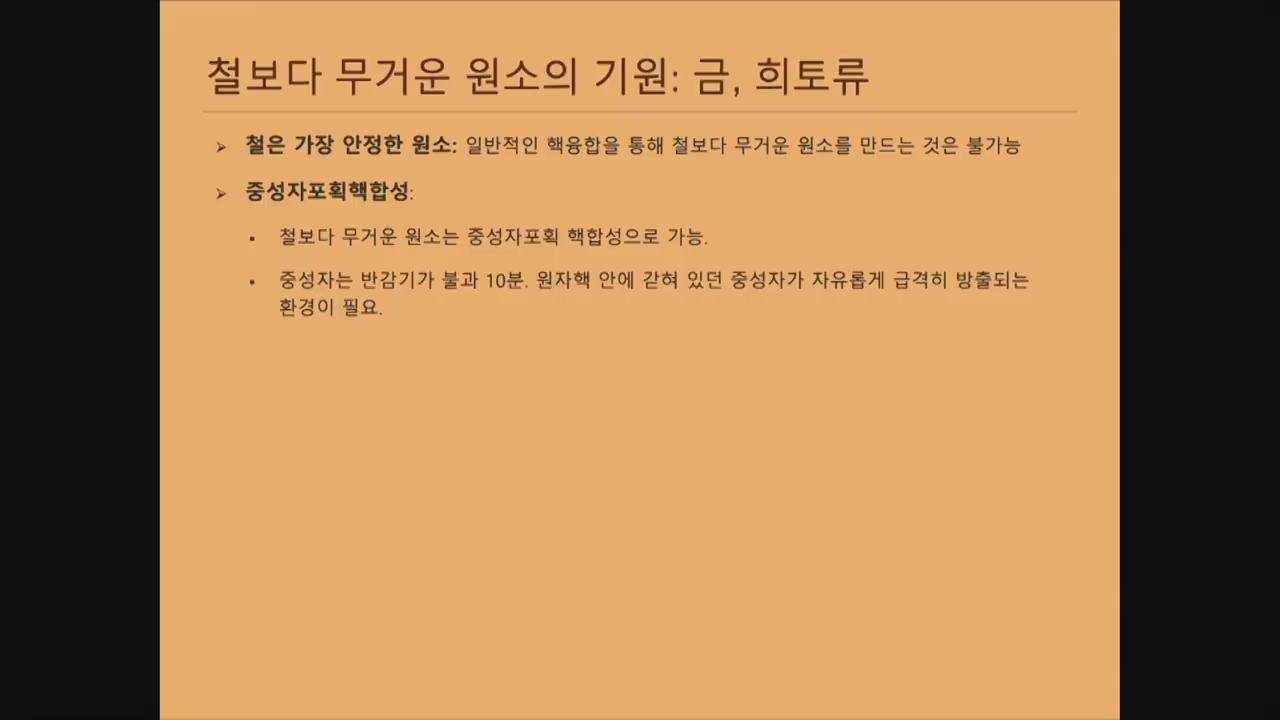 철보다 무거운 원소의 기원: 금, 희토류
➢ 철은 가장 안정한 원소: 일반적인 핵융합을 통해 철보다 무거운 원소를 만드는 것은 불가능
➢ 중성자포획핵합성:
• 철보다 무거운 원소는 중성자포획 핵합성으로 가능.
• 중성자는 반감기가 불과 10분. 원자핵 안에 갇혀 있던 중성자가 자유롭게 급격히 방출되는
환경이 필요.